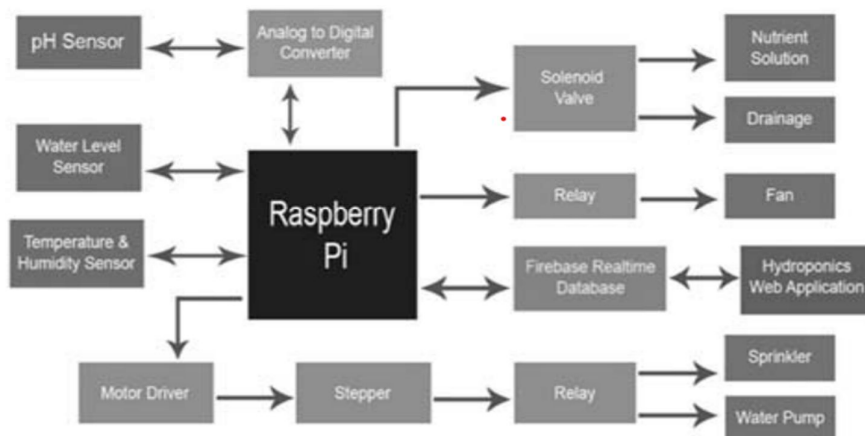 pH Sensor
Analog to Digital
Converter
Nutrient
Solution
Solenoid
Valve
Drainage
Water Level
Sensor
Raspberry
Pi
Relay
Fan
Temperature &
Humidity Sensor
Firebase Realtime
Database
Hydroponics
Web Application
Motor Driver
Stepper
Relay
Sprinkler
Water Pump